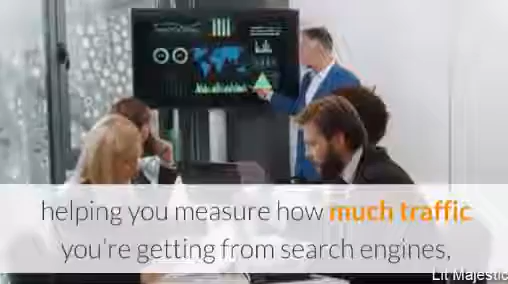 helping you measure how much traffic
you're getting from search engines,
Lit Majestic